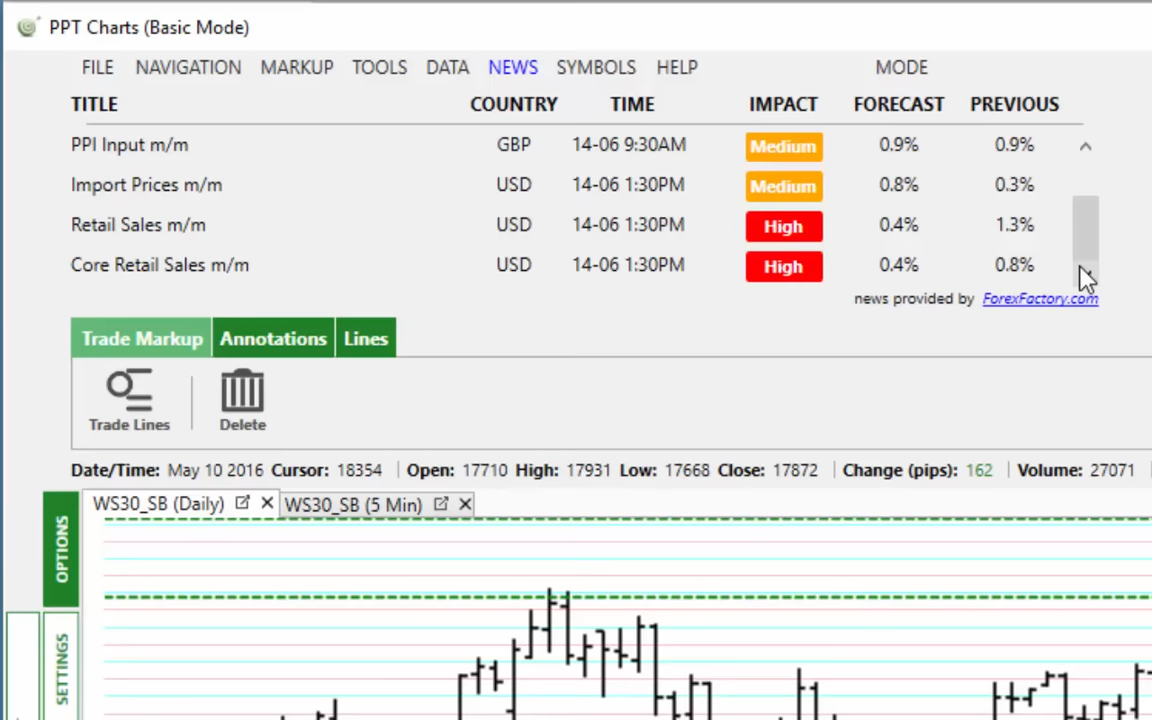 PPT Charts (Basic Mode)
FILE NAVIGATION MARKUP TOOLS DATA NEWS SYMBOLS HELP MODE
TITLE COUNTRY TIME IMPACT FORECAST PREVIOUS
PPI Input m/m GBP 14-06 9:30AM Medium 0.9% 0.9%
Import Prices m/m USD 14-06 1:30PM Medium 0.8% 0.3%
Retail Sales m/m USD 14-06 1:30PM High 0.4% 1.3%
Core Retail Sales m/m USD 14-06 1:30PM High 0.4% 0.8%
news provided by ForexFactory.com
Trade Markup Annotations Lines
Trade Lines Delete
Date/Time: May 10 2016 Cursor: 18354 Open: 17710 High: 17931 Low: 17668 Close: 17872 Change (pips): 162 Volume: 27071
WS30_SB (Daily) WS30_SB (5 Min)
OPTIONS
SETTINGS